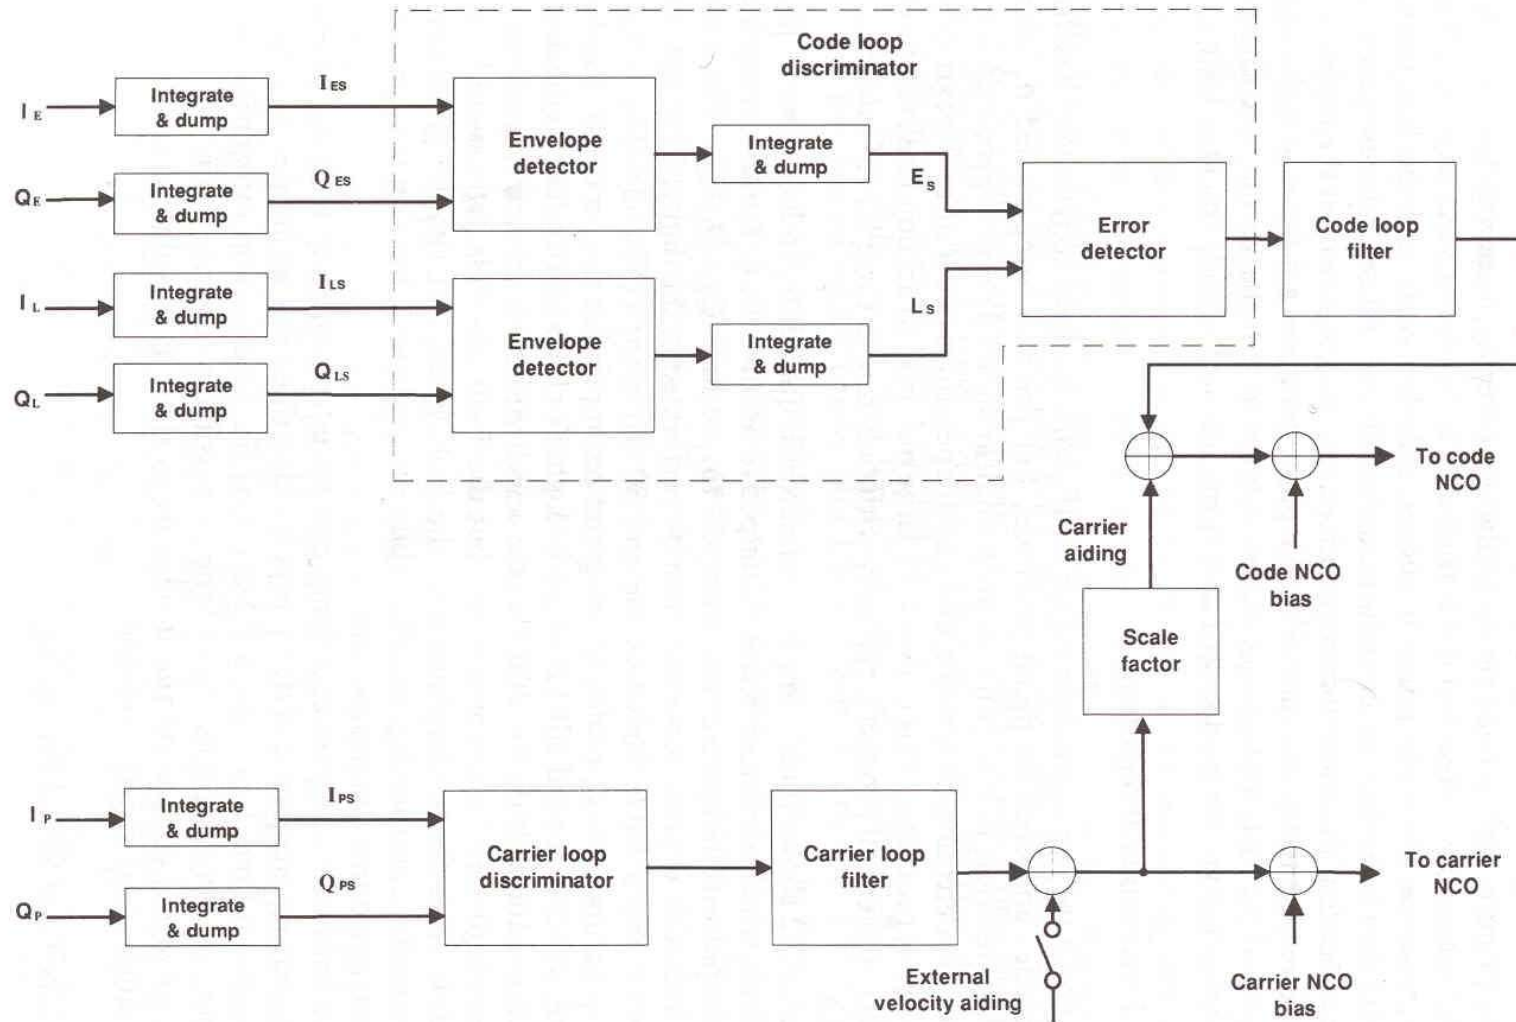 Code loop
discriminator
I E
Integrate
& dump
I ES
Q E
Integrate
& dump
Q ES
Envelope
detector
Integrate
& dump
E S
I L
Integrate
& dump
I LS
Q L
Integrate
& dump
Q LS
Envelope
detector
Integrate
& dump
L S
Error
detector
Code loop
filter
To code
NCO
Code NCO
bias
Carrier
aiding
Scale
factor
I P
Integrate
& dump
I PS
Q P
Integrate
& dump
Q PS
Carrier loop
discriminator
Carrier loop
filter
External
velocity aiding
Carrier NCO
bias
To carrier
NCO